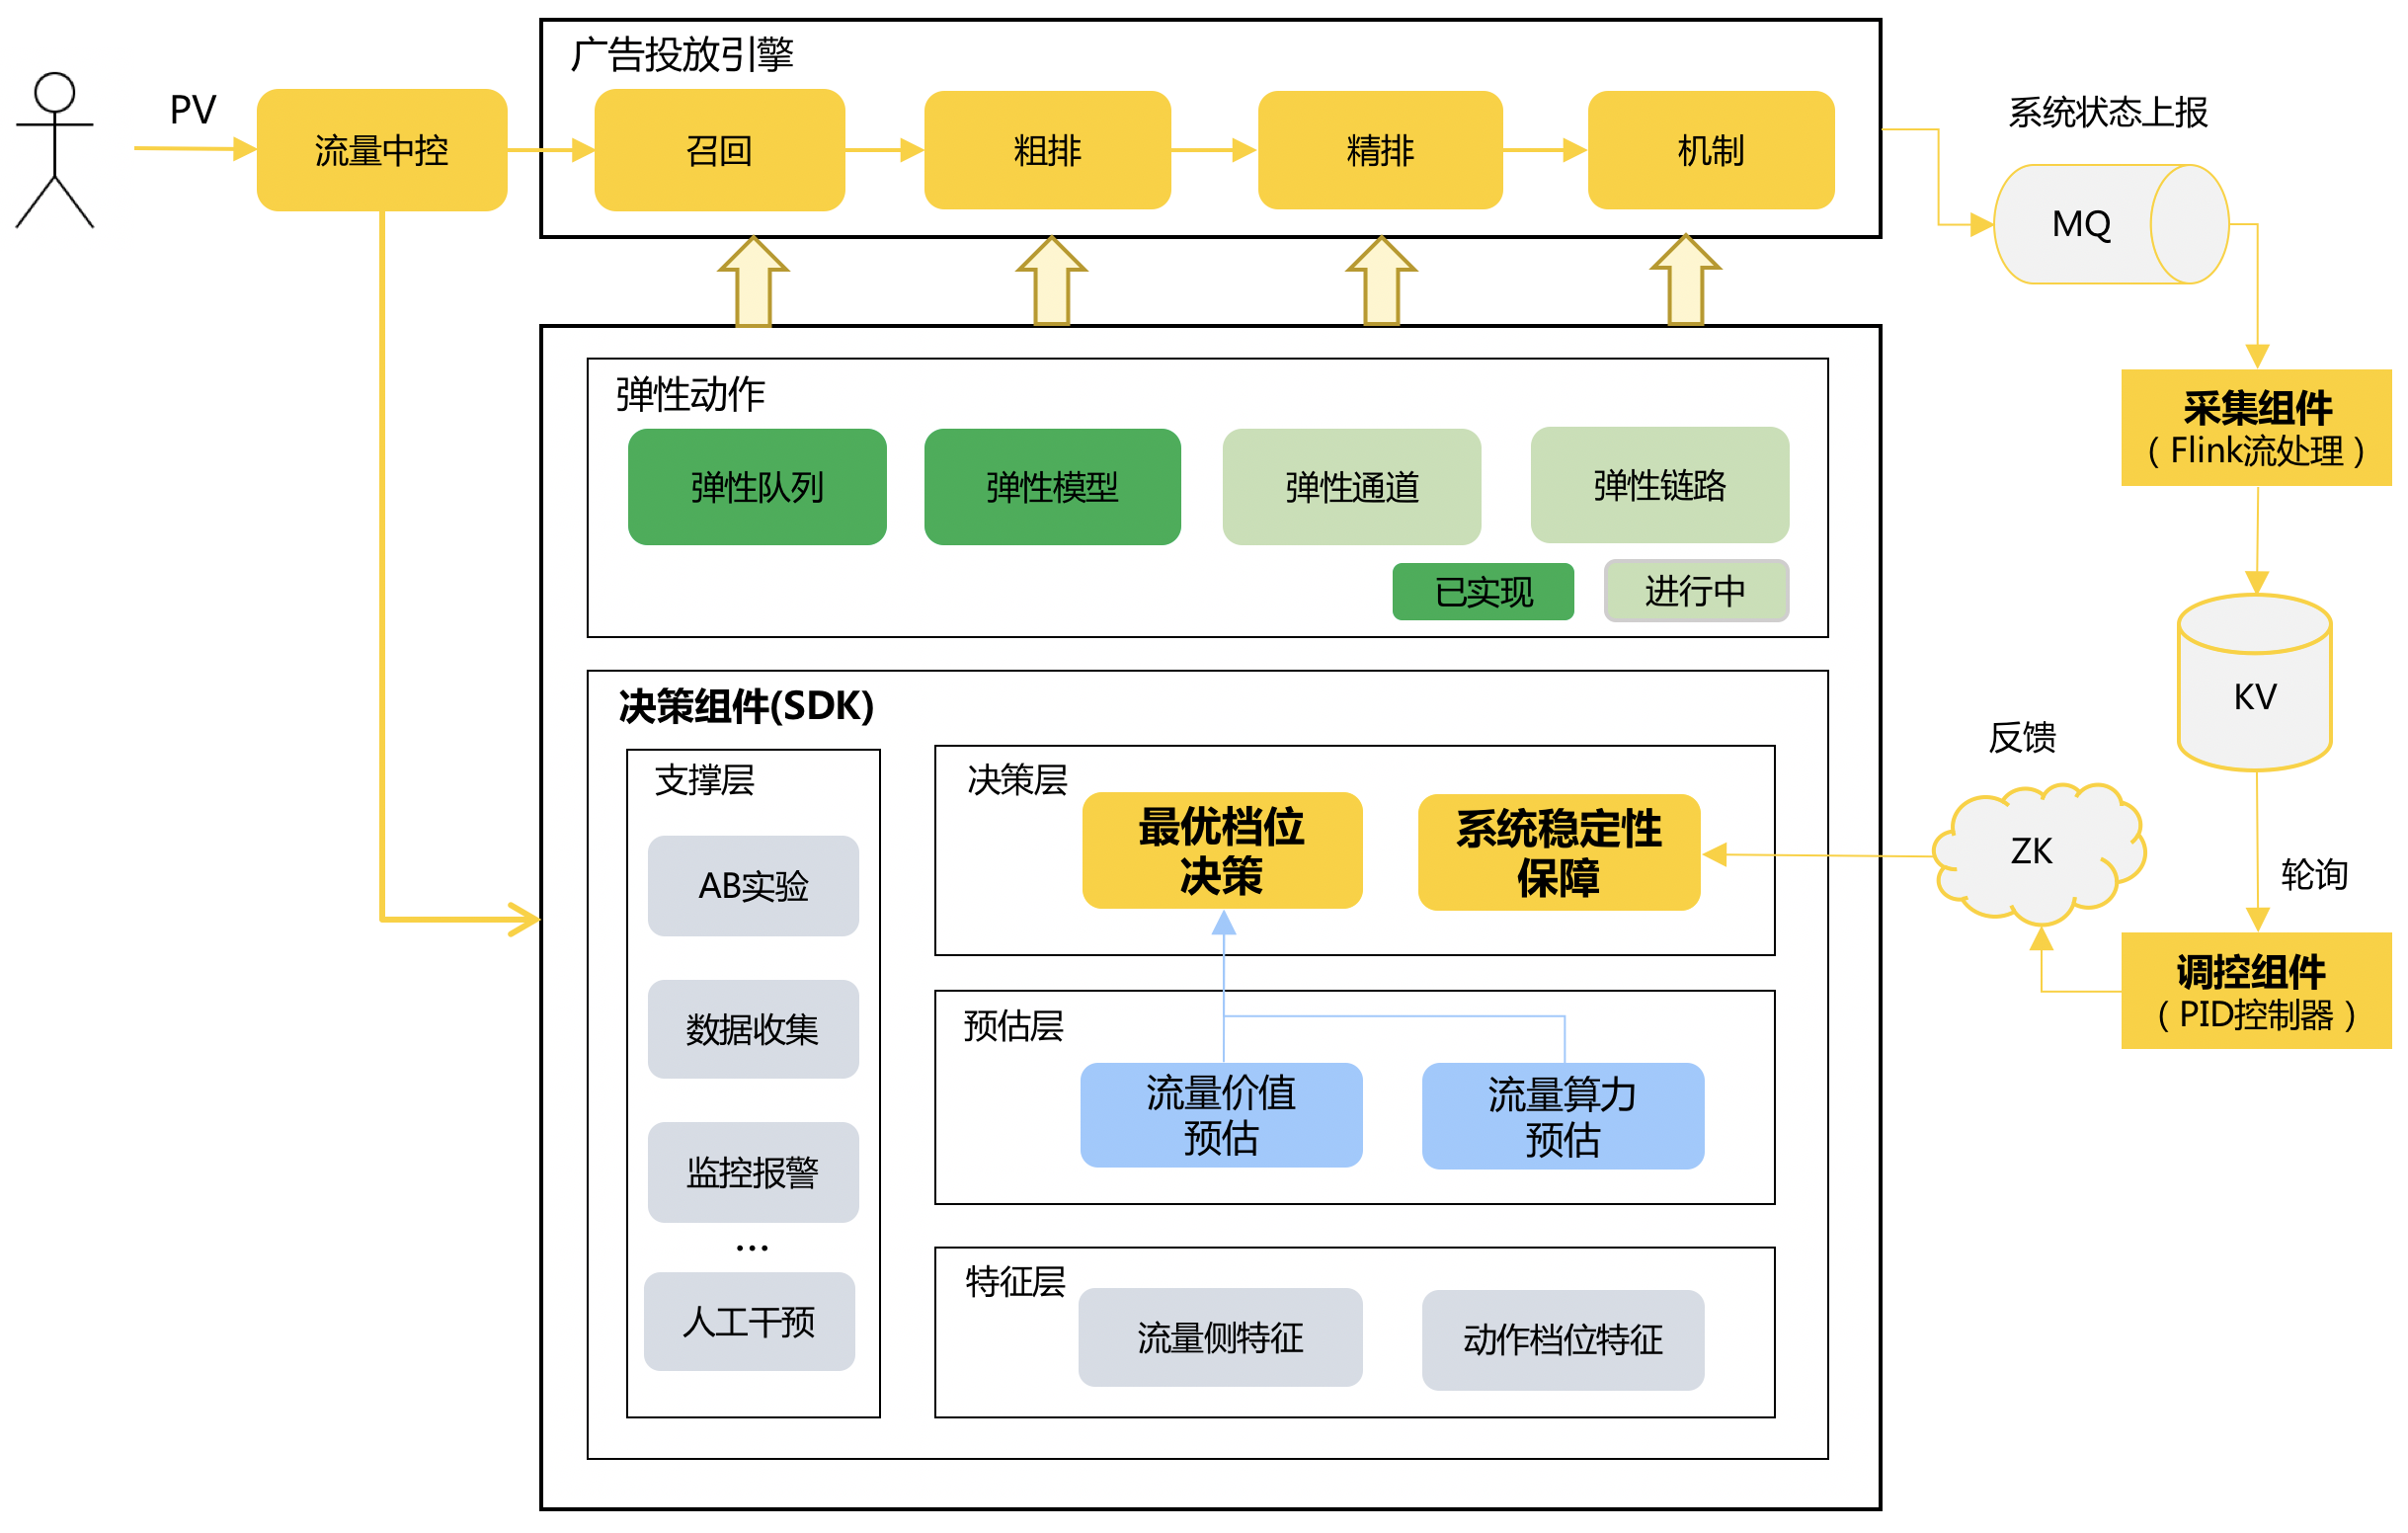 广告投放引擎
PV
流量中控
召回
粗排
精排
机制
系统状态上报
MQ
弹性动作
弹性队列
弹性模型
弹性通道
弹性链路
已实现
进行中
采集组件
（Flink流处理）
KV
决策组件(SDK)
支撑层
AB实验
数据收集
监控报警
...
人工干预
决策层
最优档位
决策
系统稳定性
保障
预估层
流量价值
预估
流量算力
预估
特征层
流量侧特征
动作档位特征
反馈
ZK
轮询
调控组件
（PID控制器）